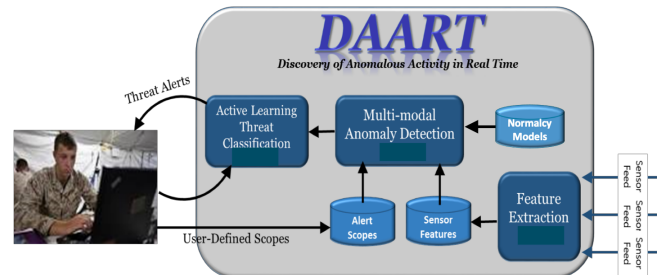 DAART
Discovery of Anomalous Activity in Real Time
Threat Alerts
Active Learning
Threat
Classification
Multi-modal
Anomaly Detection
Normalcy
Models
Feature
Extraction
Sensor
Feed
Sensor
Feed
Sensor
Feed
Alert
Scopes
Sensor
Features
User-Defined Scopes